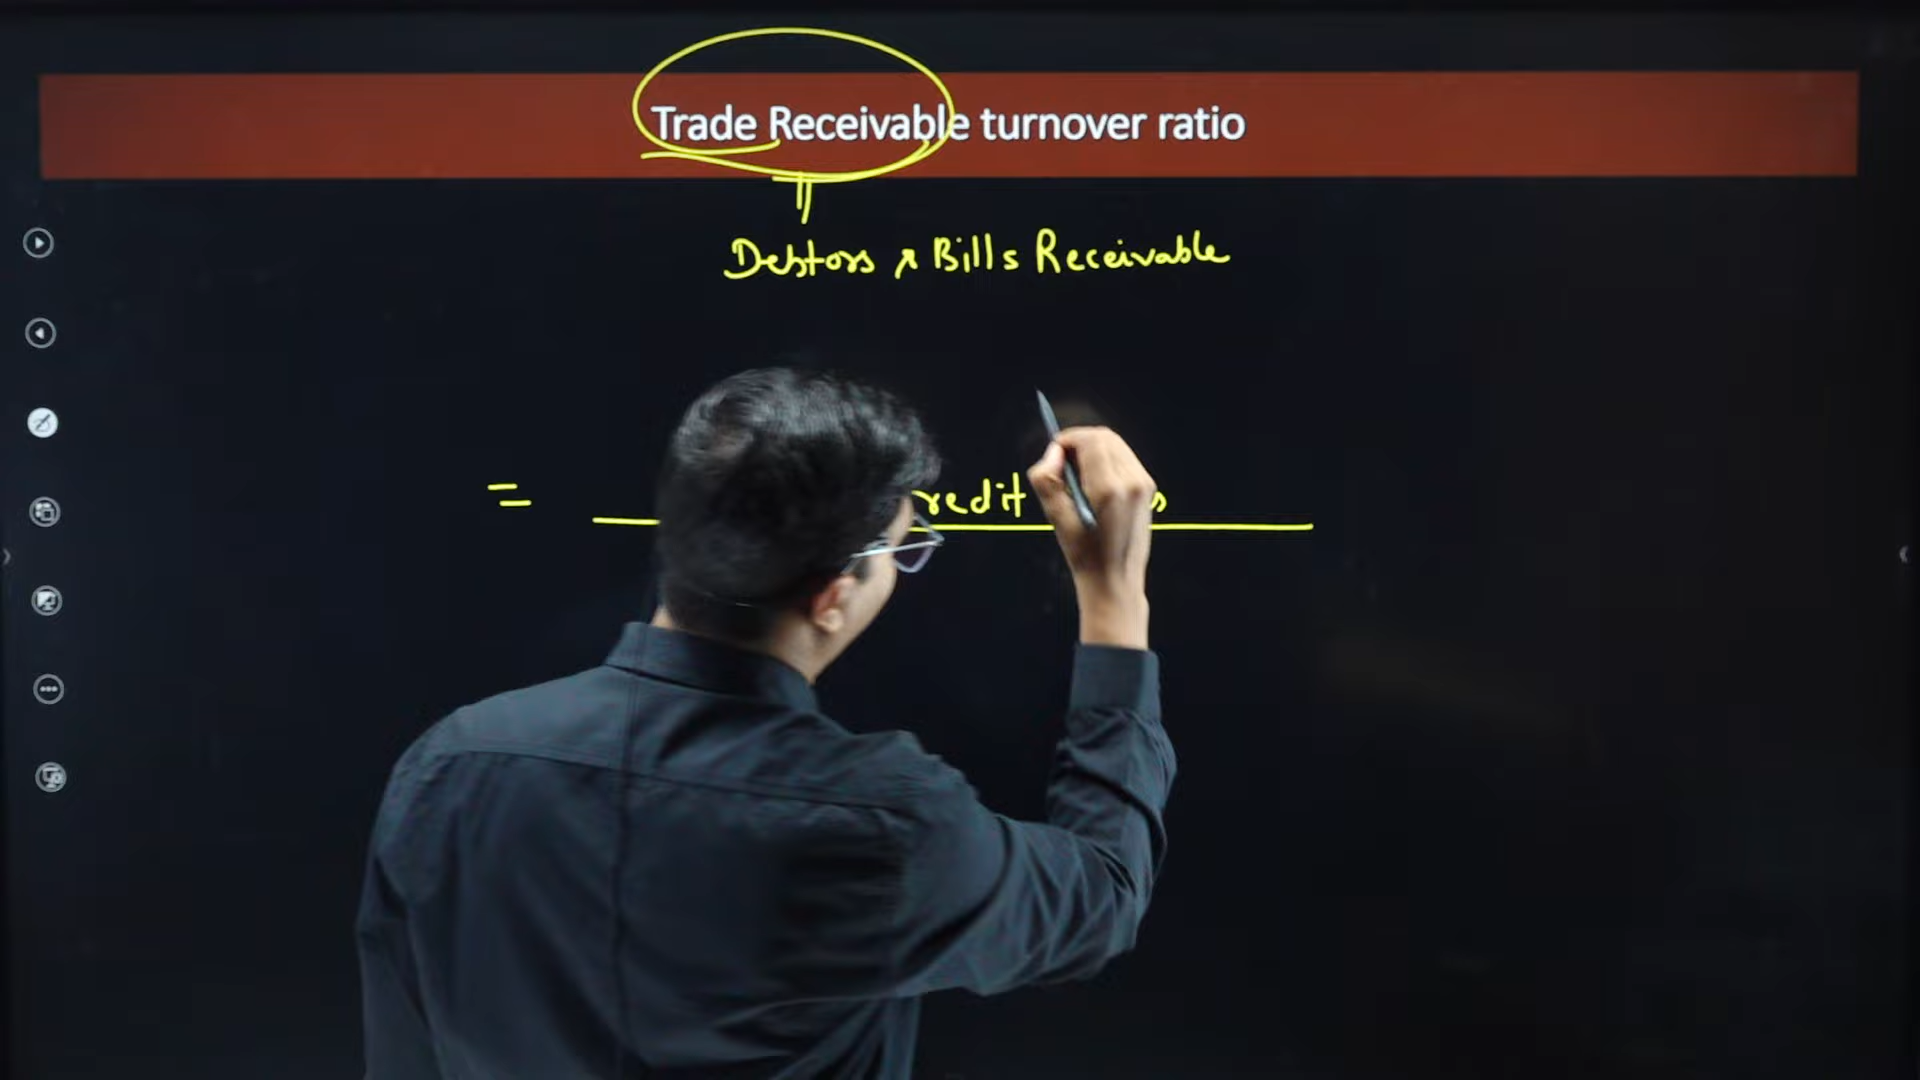 Trade Receivable turnover ratio
Debtors & Bills Receivable
= redit s